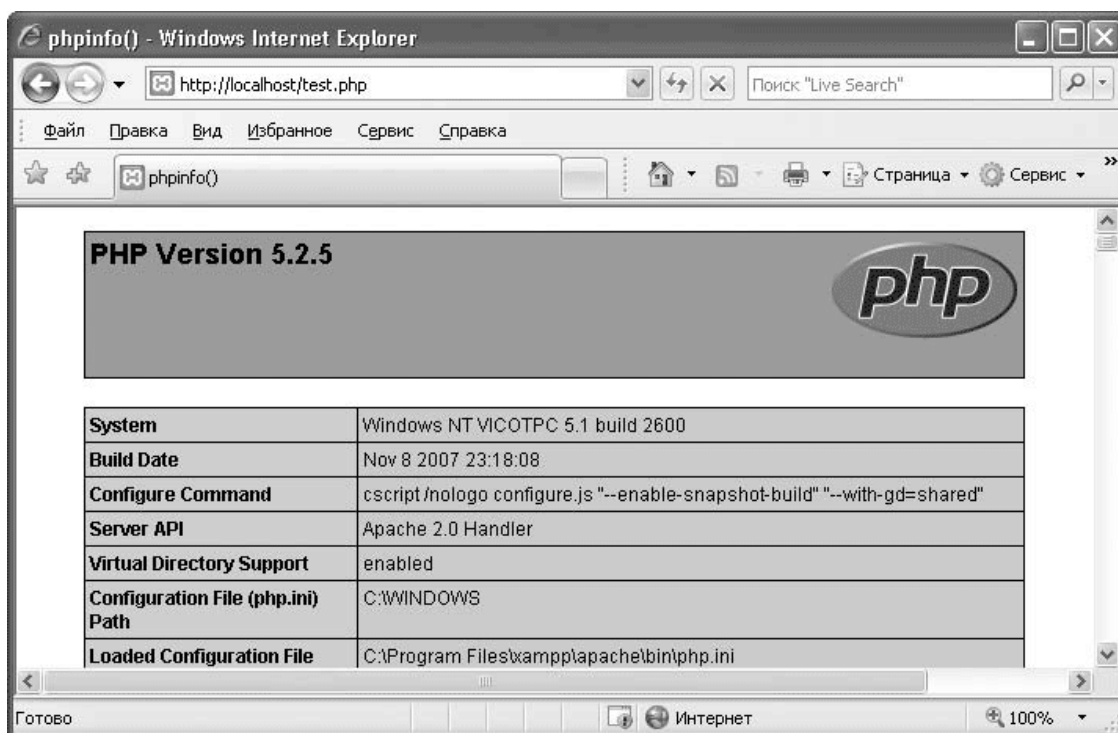 phpinfo() - Windows Internet Explorer
http://localhost/test.php
Поиск "Live Search"
Файл Правка Вид Избранное Сервис Справка
phpinfo()
Страница
Сервис
PHP Version 5.2.5
php
System Windows NT VICOTPC 5.1 build 2600
Build Date Nov 8 2007 23:18:08
Configure Command cscript /nologo configure.js "--enable-snapshot-build" "--with-gd=shared"
Server API Apache 2.0 Handler
Virtual Directory Support enabled
Configuration File (php.ini) Path C:\WINDOWS
Loaded Configuration File C:\Program Files\xampp\apache\bin\php.ini
Готово
Интернет
100%